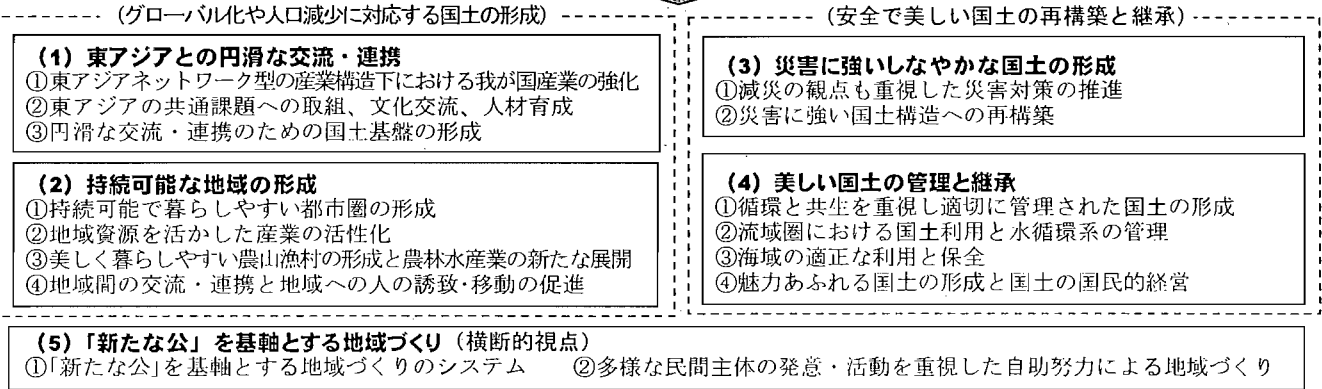 （グローバル化や人口減少に対応する国土の形成）
（1）東アジアとの円滑な交流・連携
①東アジアネットワーク型の産業構造下における我が国産業の強化
②東アジアの共通課題への取組、文化交流、人材育成
③円滑な交流・連携のための国土基盤の形成
（2）持続可能な地域の形成
①持続可能で暮らしやすい都市圏の形成
②地域資源を活かした産業の活性化
③美しく暮らしやすい農山漁村の形成と農林水産業の新たな展開
④地域間の交流・連携と地域への人の誘致・移動の促進
（安全で美しい国土の再構築と継承）
（3）災害に強いしなやかな国土の形成
①減災の観点も重視した災害対策の推進
②災害に強い国土構造への再構築
（4）美しい国土の管理と継承
①循環と共生を重視し適切に管理された国土の形成
②流域圏における国土利用と水循環系の管理
③海域の適正な利用と保全
④魅力あふれる国土の形成と国土の国民的経営
（5）「新たな公」を基軸とする地域づくり（横断的視点）
①「新たな公」を基軸とする地域づくりのシステム　②多様な民間主体の発意・活動を重視した自助努力による地域づくり